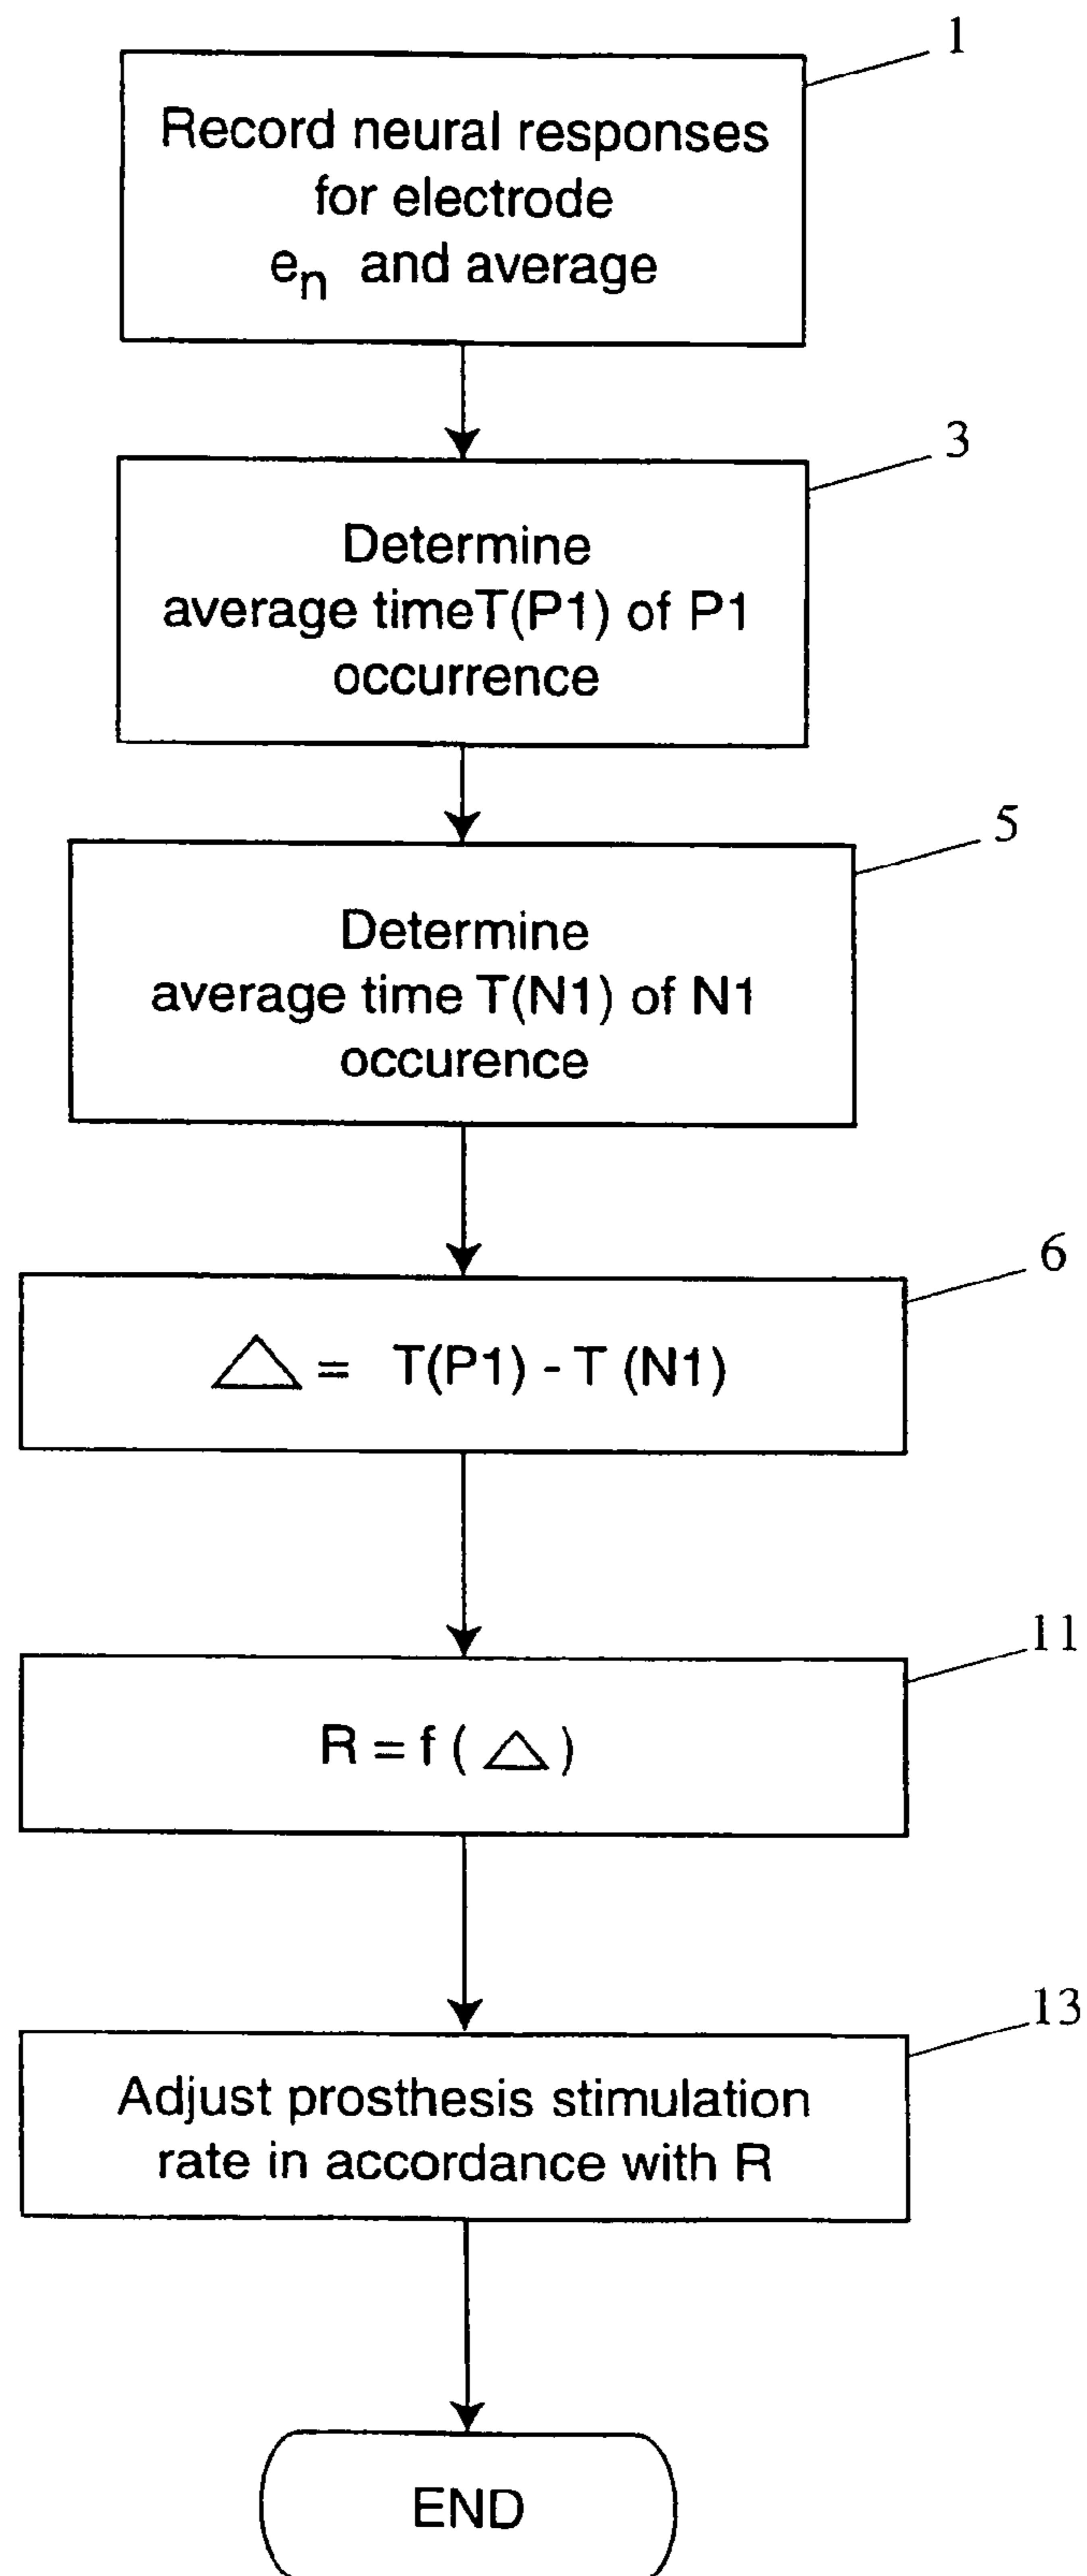 1
Record neural responses
for electrode
en and average
3
Determine
average timeT(P1) of P1
occurrence
5
Determine
average time T(N1) of N1
occurence
6
△ = T(P1) - T (N1)
11
R = f ( △ )
13
Adjust prosthesis stimulation
rate in accordance with R
END